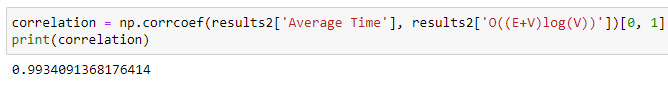 correlation = np.corrcoef(results2['Average Time'], results2['O((E+V)log(V))'])[0, 1]
print(correlation)
0.9934091368176414